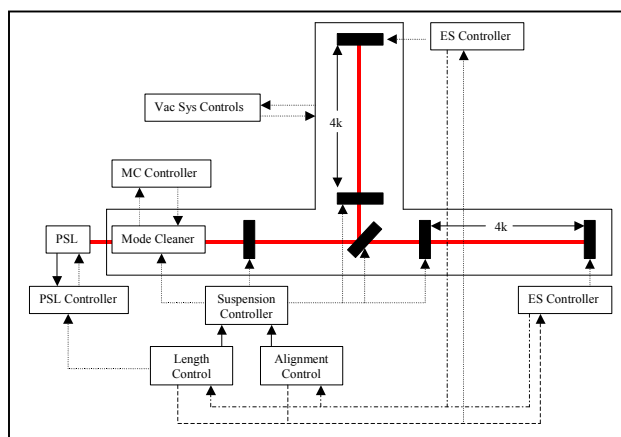 ES Controller
Vac Sys Controls
4k
MC Controller
PSL
Mode Cleaner
4k
PSL Controller
Suspension
Controller
ES Controller
Length
Control
Alignment
Control